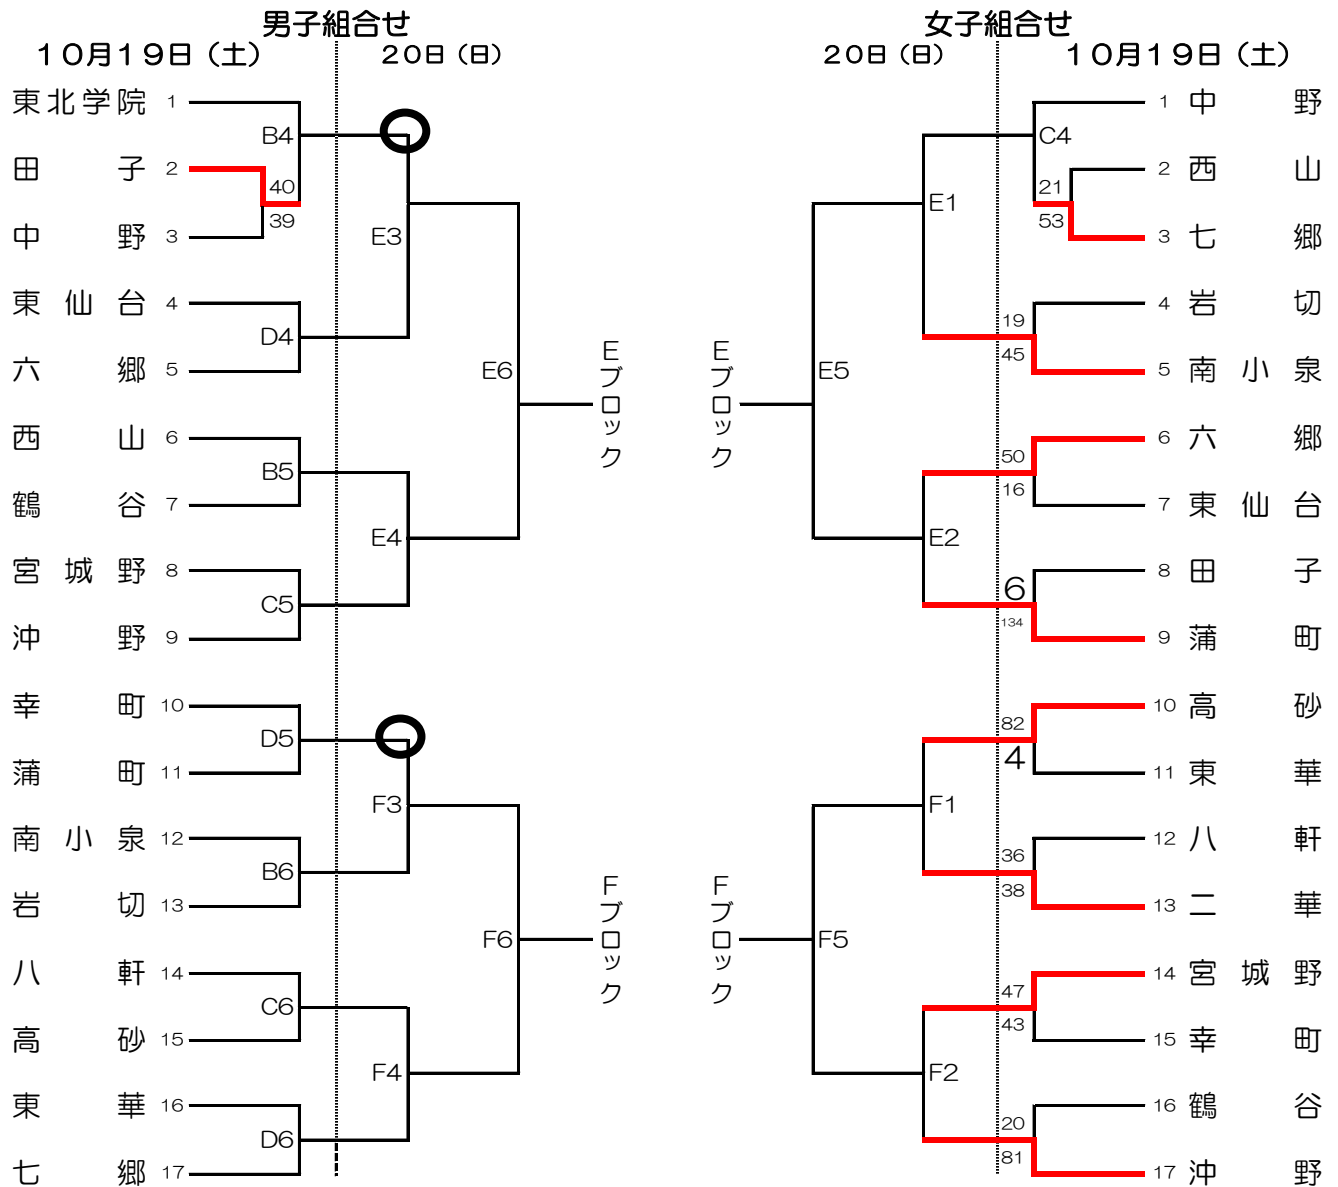 男子組合せ
女子組合せ
10月19日（土）
20日（日）
20日（日）
10月19日（土）
東北学院 1
B4
田子 2
40
39
中野 3
E3
東仙台 4
D4
六郷 5
E6
Eブロック
西山 6
B5
鶴谷 7
E4
宮城野 8
C5
沖野 9
幸町 10
D5
蒲町 11
F3
南小泉 12
B6
岩切 13
F6
Fブロック
八軒 14
C6
高砂 15
F4
東華 16
D6
七郷 17
1 中野
C4
2 西山
21
53
3 七郷
E1
4 岩切
19
45
5 南小泉
E5
Eブロック
6 六郷
50
16
7 東仙台
E2
8 田子
6
134
9 蒲町
10 高砂
82
4
11 東華
F1
12 八軒
36
38
13 二華
F5
Fブロック
14 宮城野
47
43
15 幸町
F2
16 鶴谷
20
81
17 沖野